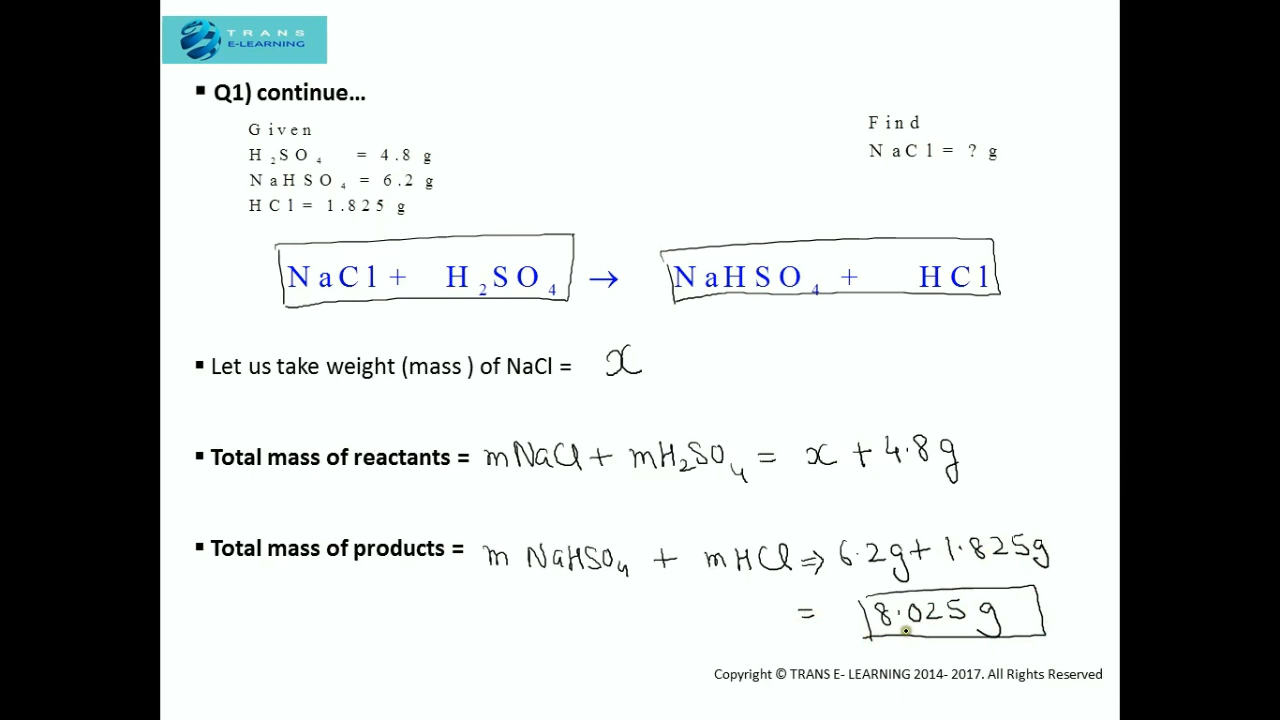 TRANS
E-LEARNING
▪ Q1) continue...
Given
H₂SO₄ = 4.8 g
NaHSO₄ = 6.2 g
HCl = 1.825 g
Find
NaCl = ? g
NaCl + H₂SO₄ → NaHSO₄ + HCl
▪ Let us take weight (mass ) of NaCl = x
▪ Total mass of reactants = mNaCl + mH₂SO₄ = x + 4.8g
▪ Total mass of products = m NaHSO₄ + mHCl ⇒ 6.2g + 1.825g
= 8.025 g
Copyright © TRANS E- LEARNING 2014- 2017. All Rights Reserved